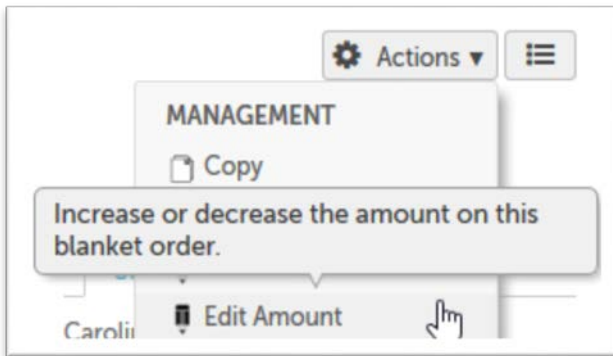 Actions ▼
MANAGEMENT
Copy
Increase or decrease the amount on this
blanket order.
Edit Amount